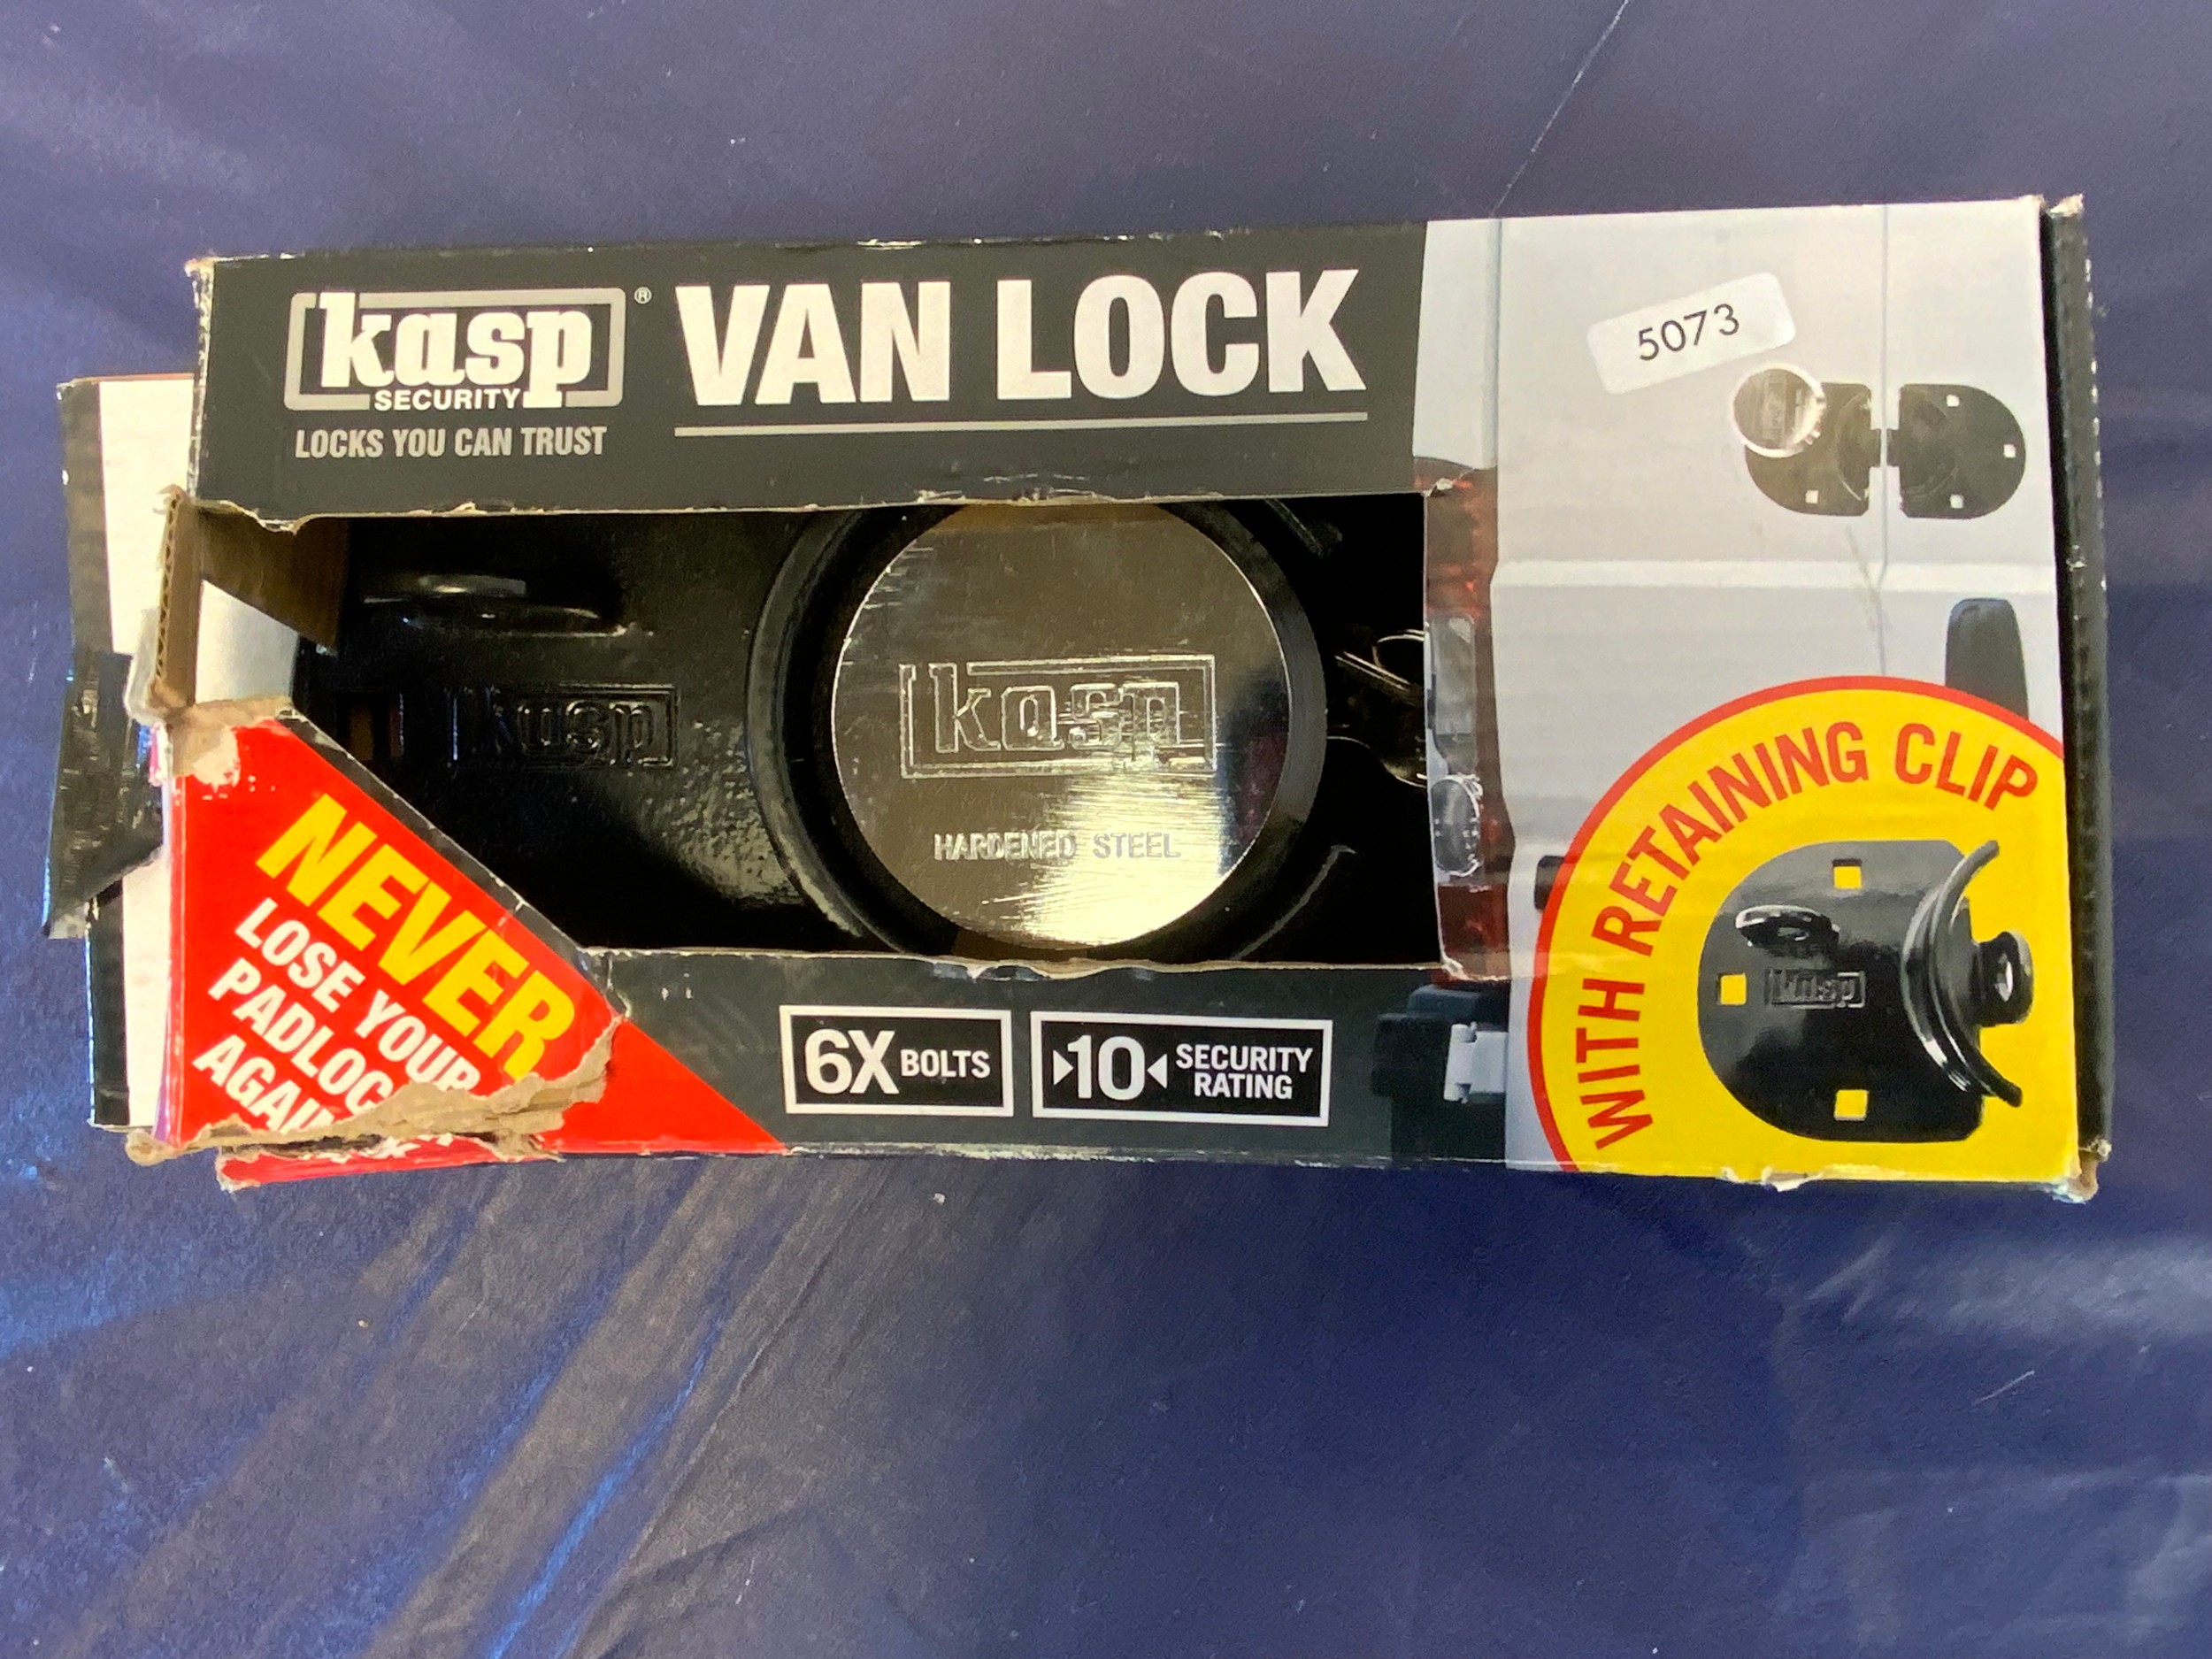 kasp®
SECURITY
LOCKS YOU CAN TRUST
VAN LOCK
5073
kasp
kasp
HARDENED STEEL
NEVER
LOSE YOUR
PADLOC
AGAI
6X BOLTS
10 SECURITY
RATING
WITH RETAINING CLIP
kasp